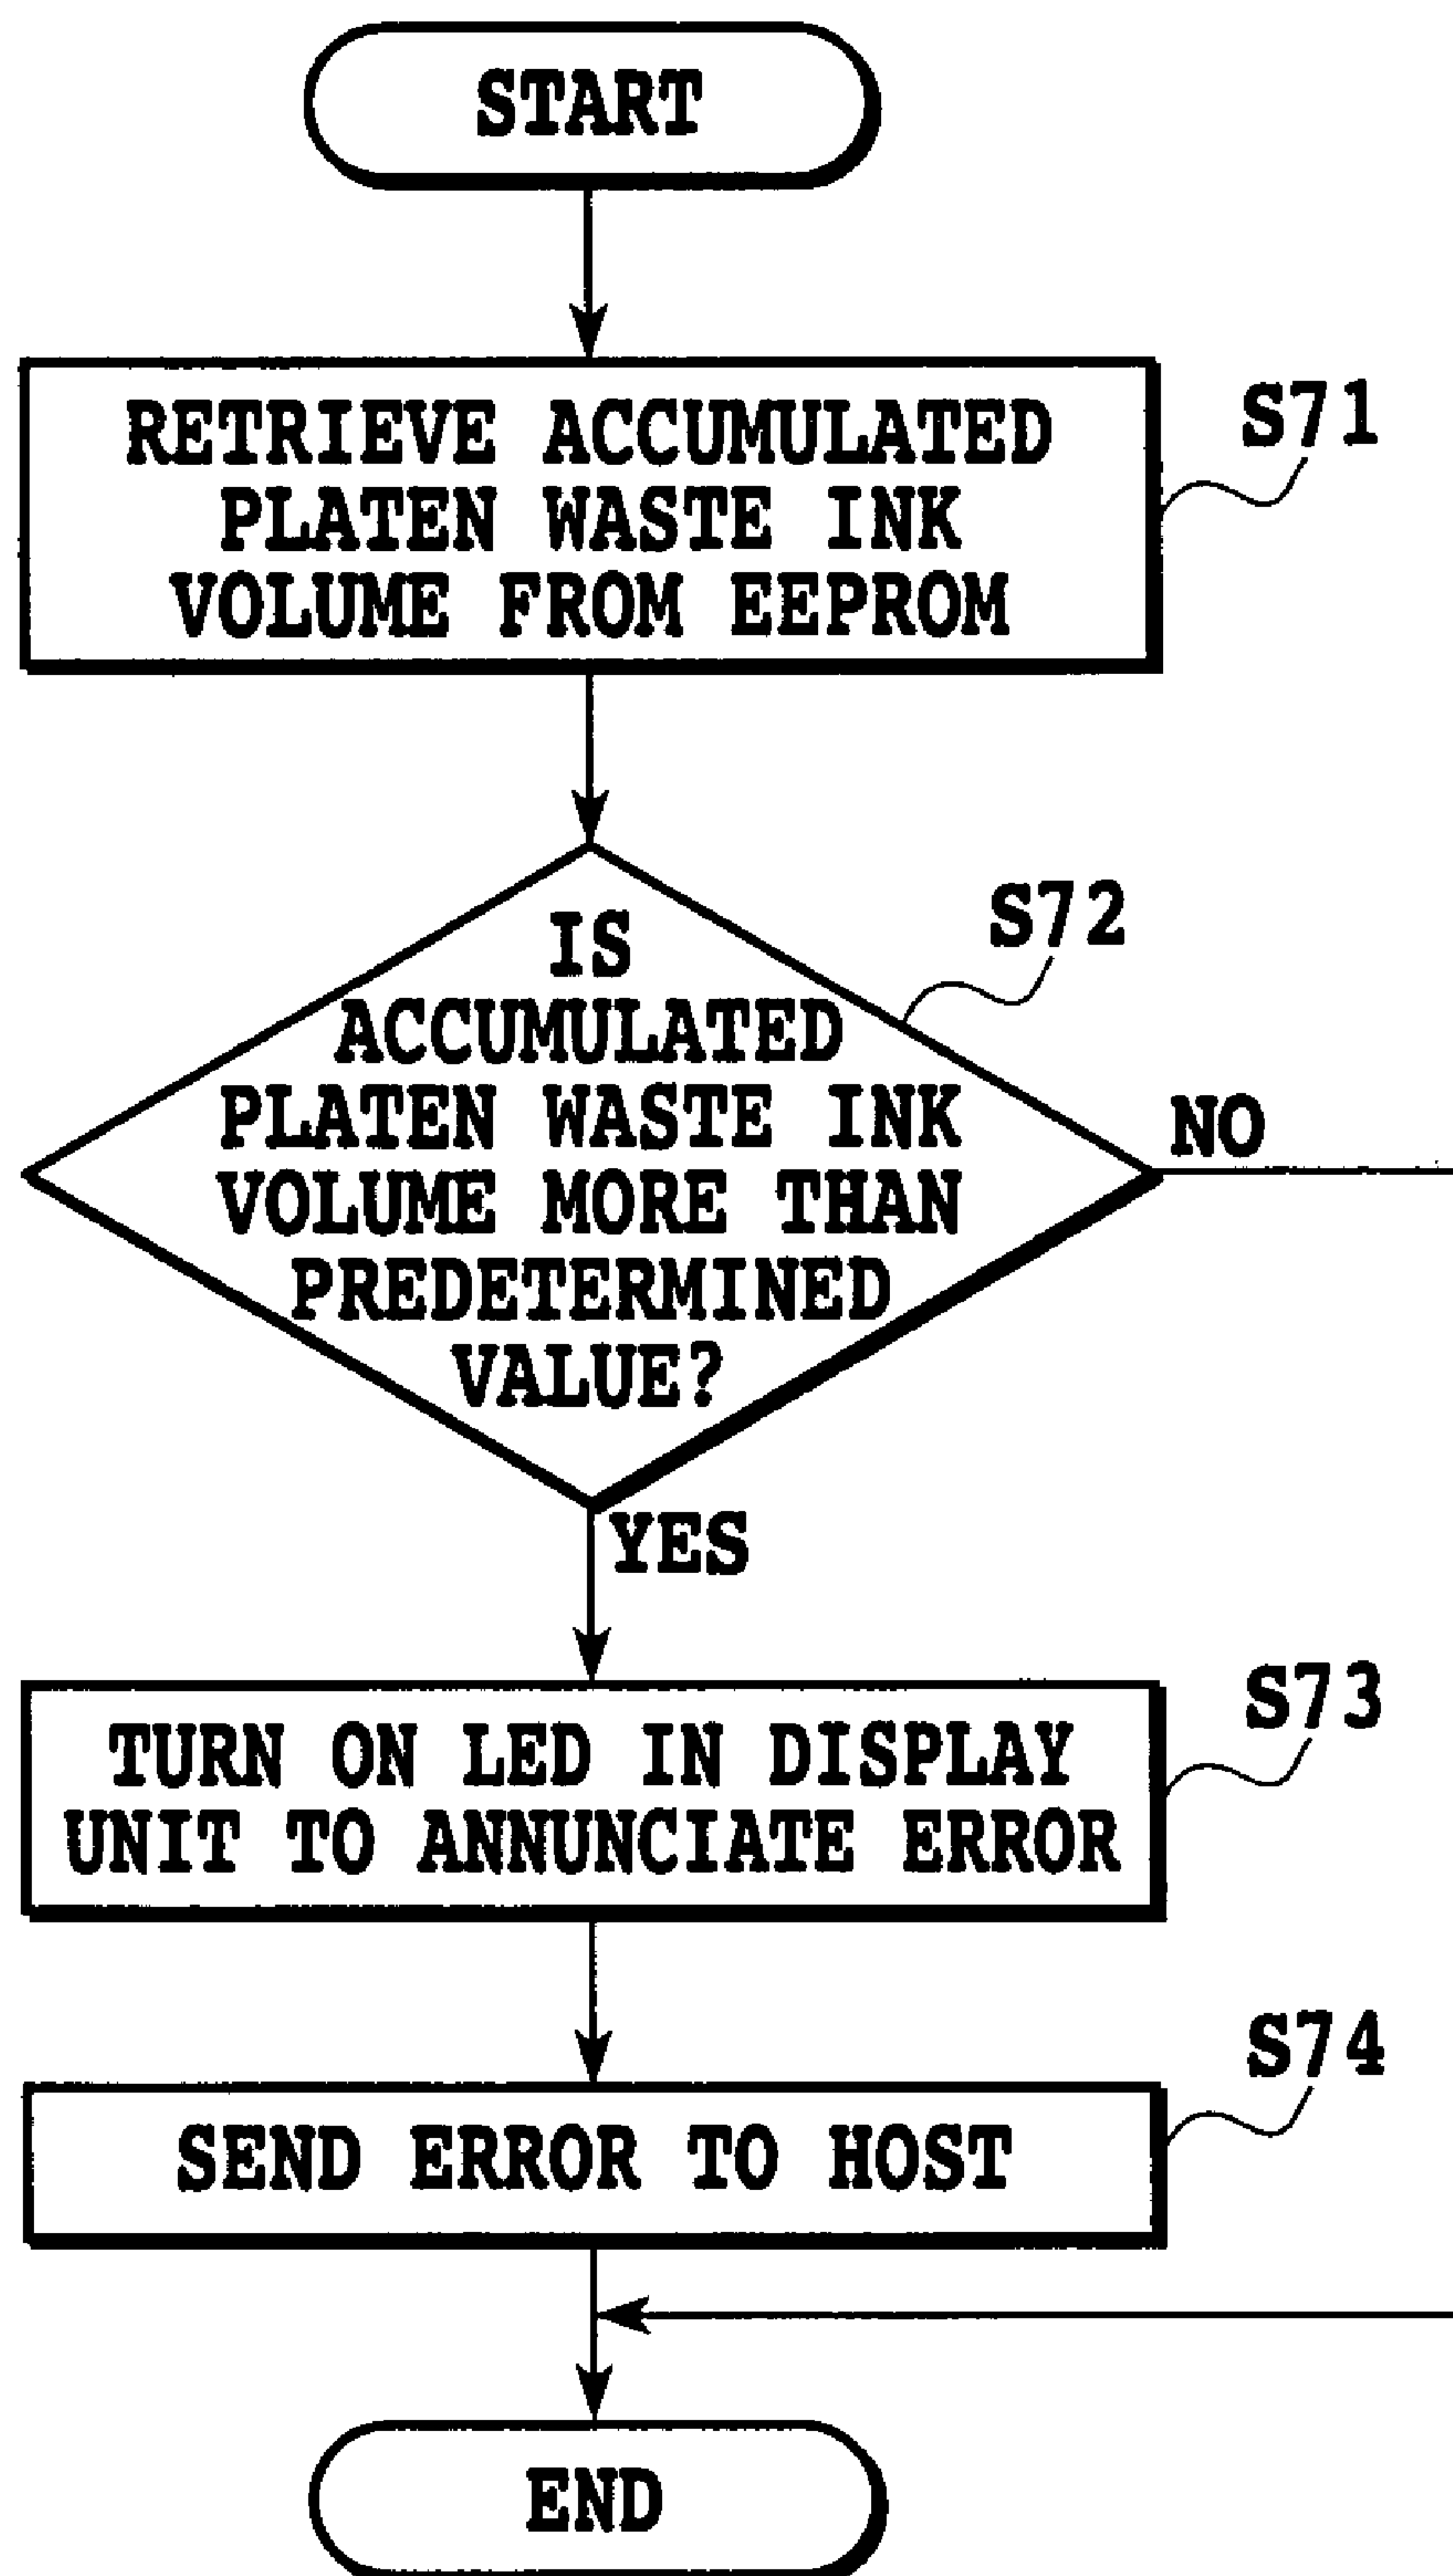 START
RETRIEVE ACCUMULATED
PLATEN WASTE INK
VOLUME FROM EEPROM
S71
IS
ACCUMULATED
PLATEN WASTE INK
VOLUME MORE THAN
PREDETERMINED
VALUE?
S72
NO
YES
TURN ON LED IN DISPLAY
UNIT TO ANNUNCIATE ERROR
S73
SEND ERROR TO HOST
S74
END